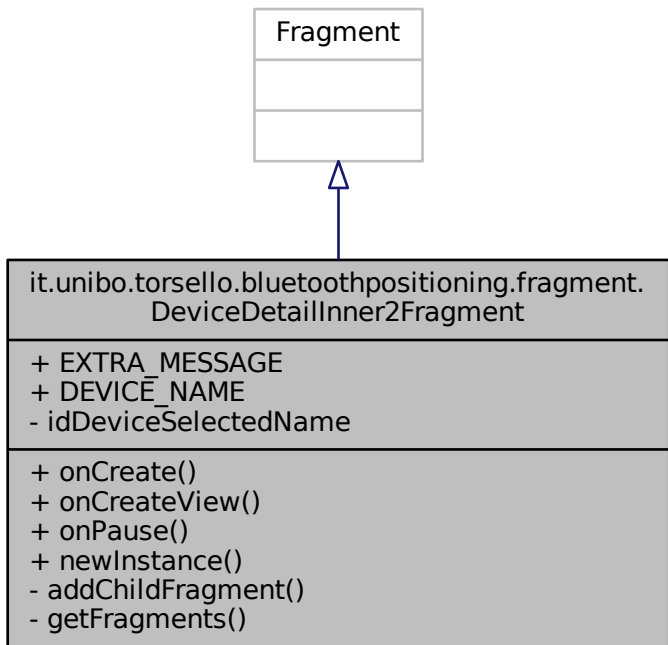 Fragment
it.unibo.torsello.bluetoothpositioning.fragment.
DeviceDetailInner2Fragment
+ EXTRA_MESSAGE
+ DEVICE_NAME
- idDeviceSelectedName
+ onCreate()
+ onCreateView()
+ onPause()
+ newInstance()
- addChildFragment()
- getFragments()